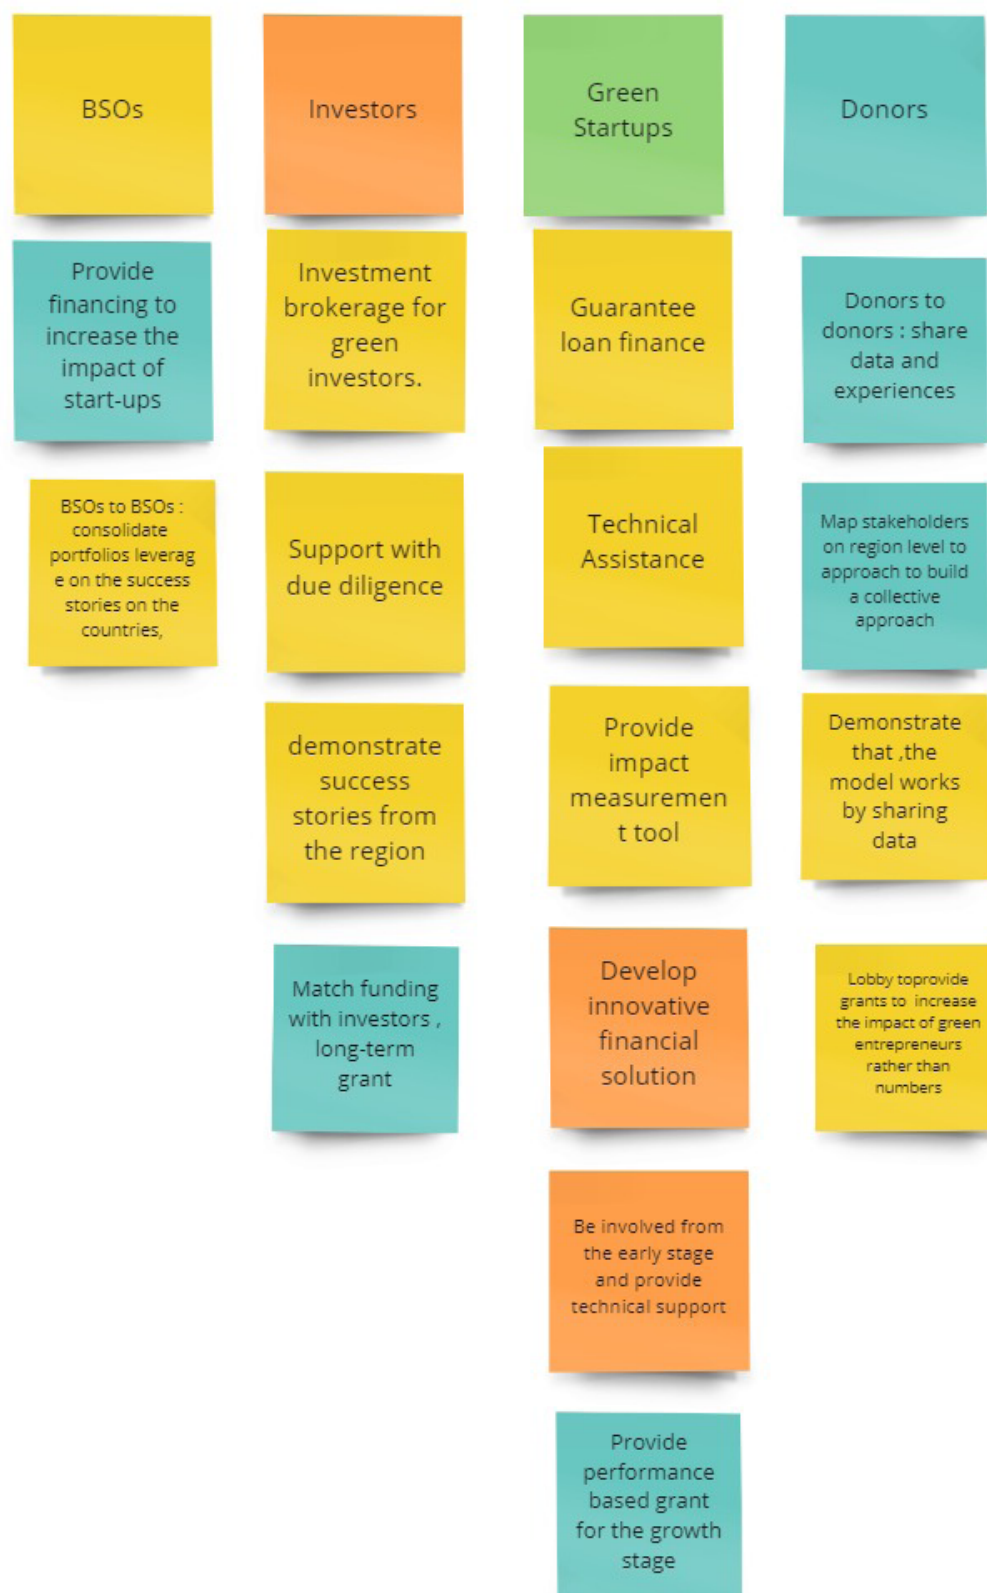 BSOs
Investors
Green
Startups
Donors
Provide
financing to
increase the
impact of
start-ups
Investment
brokerage for
green
investors.
Guarantee
loan finance
Donors to
donors : share
data and
experiences
BSOs to BSOs :
consolidate
portfolios leverag
e on the success
stories on the
countries,
Support with
due diligence
Technical
Assistance
Map stakeholders
on region level to
approach to build
a collective
approach
demonstrate
success
stories from
the region
Provide
impact
measuremen
t tool
Demonstrate
that ,the
model works
by sharing
data
Match funding
with investors ,
long-term
grant
Develop
innovative
financial
solution
Lobby toprovide
grants to increase
the impact of green
entrepreneurs
rather than
numbers
Be involved from
the early stage
and provide
technical support
Provide
performance
based grant
for the growth
stage